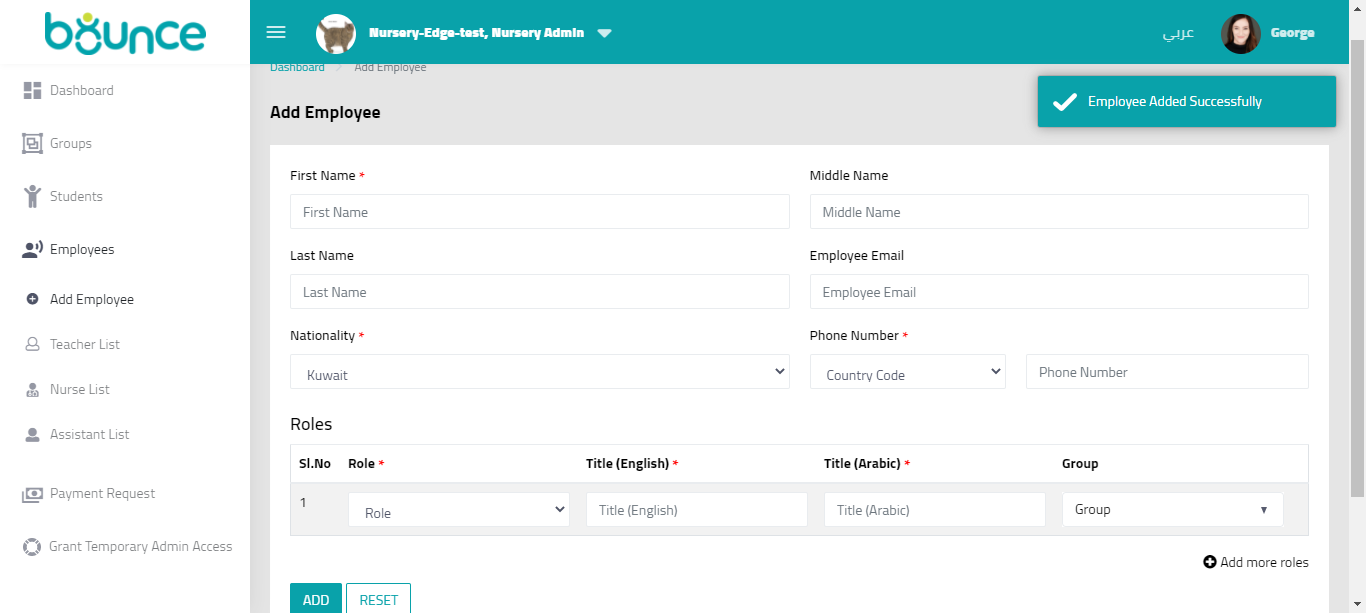 bounce
Nursery-Edge-test, Nursery Admin
عربي
George
Dashboard
Groups
Students
Employees
Add Employee
Teacher List
Nurse List
Assistant List
Payment Request
Grant Temporary Admin Access
Dashboard > Add Employee
Employee Added Successfully
Add Employee
First Name *
Middle Name
First Name
Middle Name
Last Name
Employee Email
Last Name
Employee Email
Nationality *
Phone Number *
Kuwait
Country Code
Phone Number
Roles
Sl.No Role * Title (English) * Title (Arabic) * Group
1 Role Title (English) Title (Arabic) Group
Add more roles
ADD
RESET